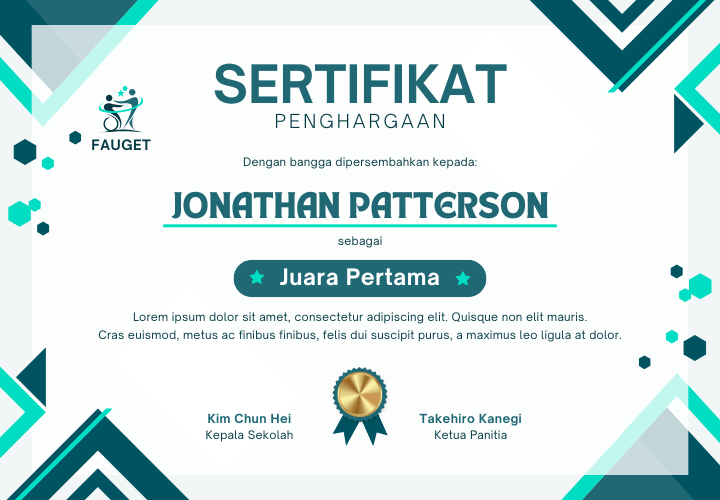 SERTIFIKAT
PENGHARGAAN
FAUGET
Dengan bangga dipersembahkan kepada:
JONATHAN PATTERSON
sebagai
Juara Pertama
Lorem ipsum dolor sit amet, consectetur adipiscing elit. Quisque non elit mauris.
Cras euismod, metus ac finibus finibus, felis dui suscipit purus, a maximus leo ligula at dolor.
Kim Chun Hei
Kepala Sekolah
Takehiro Kanegi
Ketua Panitia